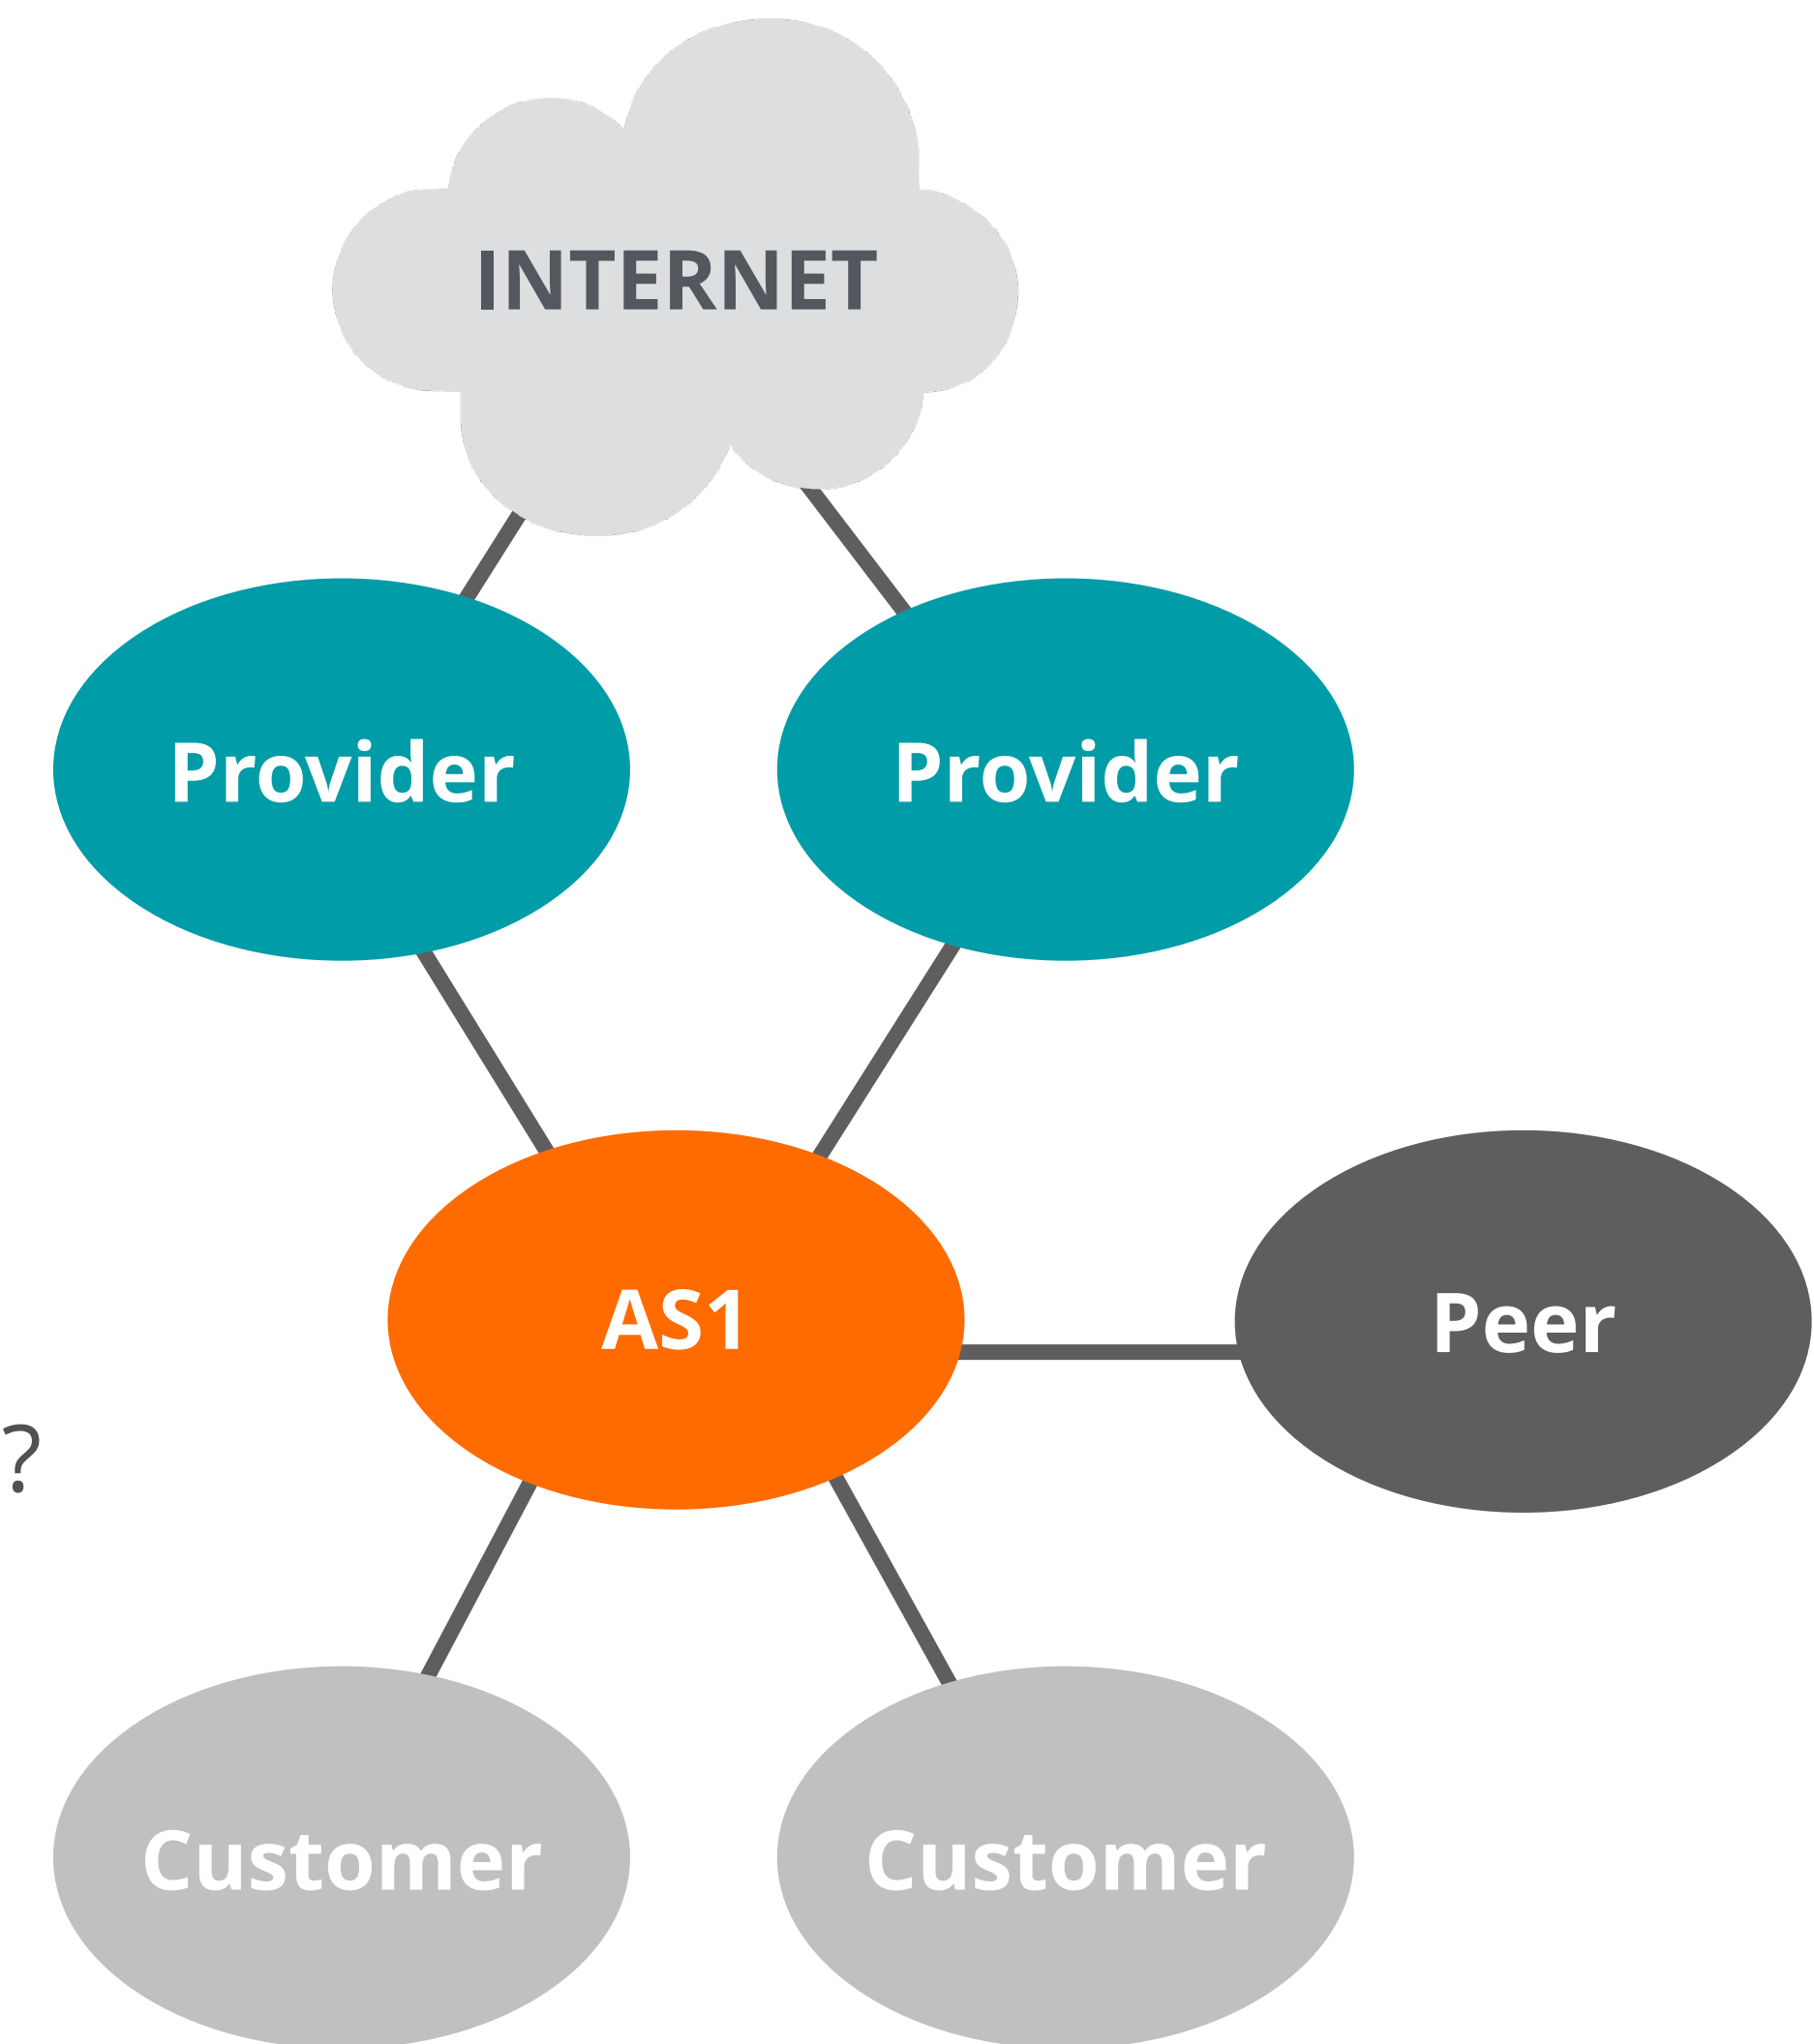 INTERNET
Provider
Provider
AS1
Peer
?
Customer
Customer